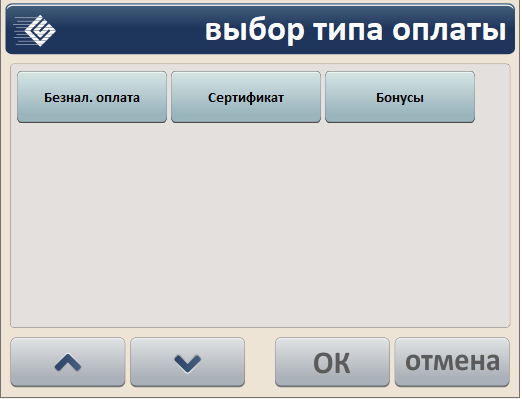 выбор типа оплаты
Безнал. оплата Сертификат Бонусы
ОК отмена